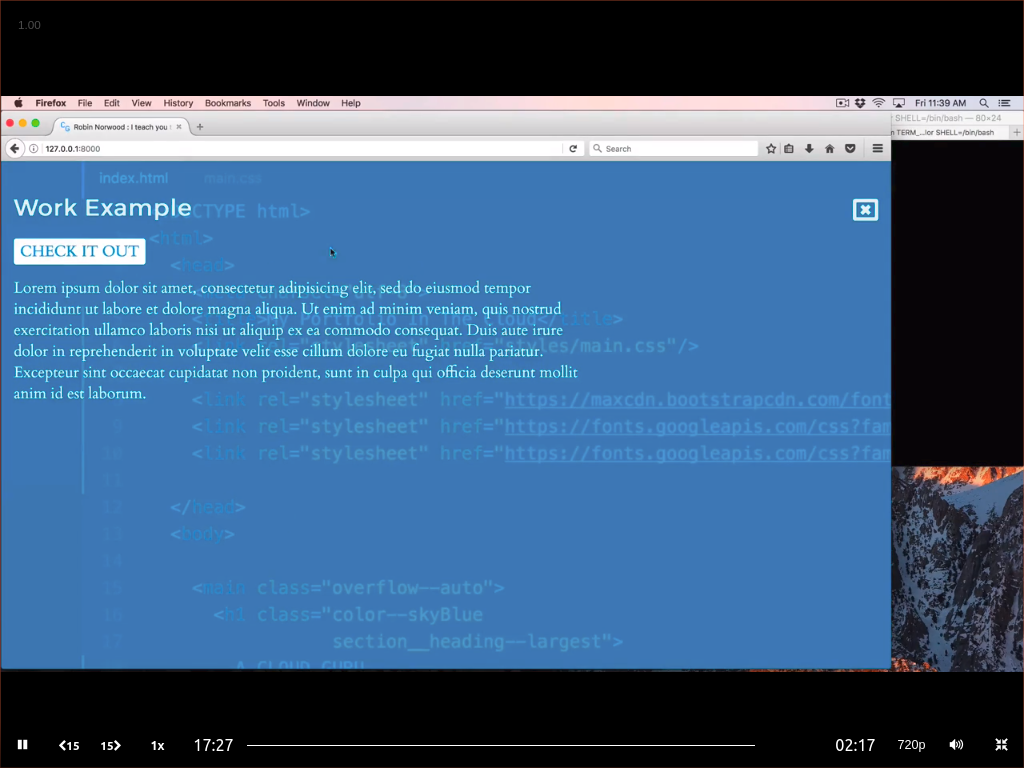 1.00
Firefox File Edit View History Bookmarks Tools Window Help Fri 11:39 AM
SHELL=/bin/bash — 80×24
Robin Norwood : I teach you
TERM_...lor SHELL=/bin/bash
127.0.0.1:8000
Search
index.html main.css
Work Example
CTYPE html>
CHECK IT OUT
<html>
<head>
Lorem ipsum dolor sit amet, consectetur adipisicing elit, sed do eiusmod tempor
incididunt ut labore et dolore magna aliqua. Ut enim ad minim veniam, quis nostrud
>My Portfolio In The Cloud</title>
exercitation ullamco laboris nisi ut aliquip ex ea commodo consequat. Duis aute irure
styles/main.css"/>
dolor in reprehenderit in voluptate velit esse cillum dolore eu fugiat nulla pariatur.
Excepteur sint occaecat cupidatat non proident, sunt in culpa qui officia deserunt mollit
anim id est laborum.
<link rel="stylesheet" href="https://maxcdn.bootstrapcdn.com/font
9 <link rel="stylesheet" href="https://fonts.googleapis.com/css?fam
10 <link rel="stylesheet" href="https://fonts.googleapis.com/css?fam
11
12 </head>
13 <body>
14
15 <main class="overflow--auto">
16 <h1 class="color--skyBlue
17 section__heading--largest">
A CLOUD GURU
15 15 1x 17:27 02:17 720p